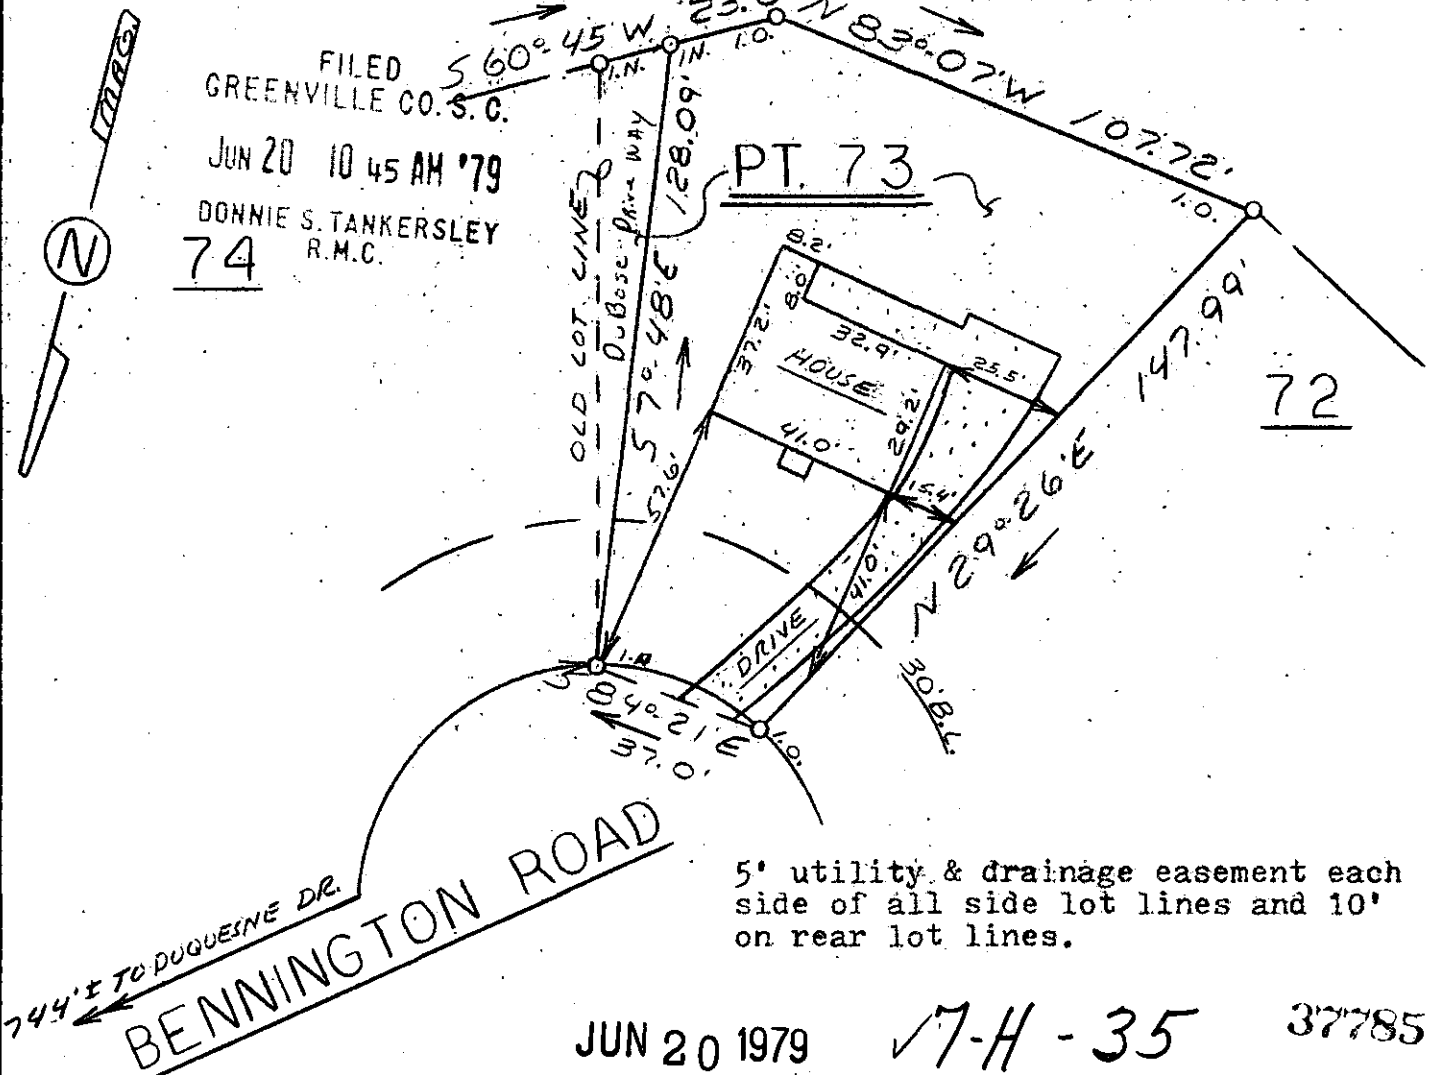 MAG.
N
FILED
GREENVILLE CO. S. C.
JUN 20 10 45 AM '79
DONNIE S. TANKERSLEY
R.M.C.
74
S 60°-45' W.
N 83°-07' W 107.72'
I.N.
IN.
I.O.
I.O.
PT. 73
OLD LOT LINE
DuBose Drive WAY
S 7°-48' E 128.09'
8.2'
8.0'
37.2'
32.9'
HOUSE
25.5'
29.2'
41.0'
15.4'
57.6'
41.0'
DRIVE
N 29°-26' E 147.99'
72
30' B.L.
S 84°-21' E
37.0'
I.O.
744'± TO DUQUESNE DR.
BENNINGTON ROAD
5' utility & drainage easement each
side of all side lot lines and 10'
on rear lot lines.
JUN 20 1979
7-H-35
37785